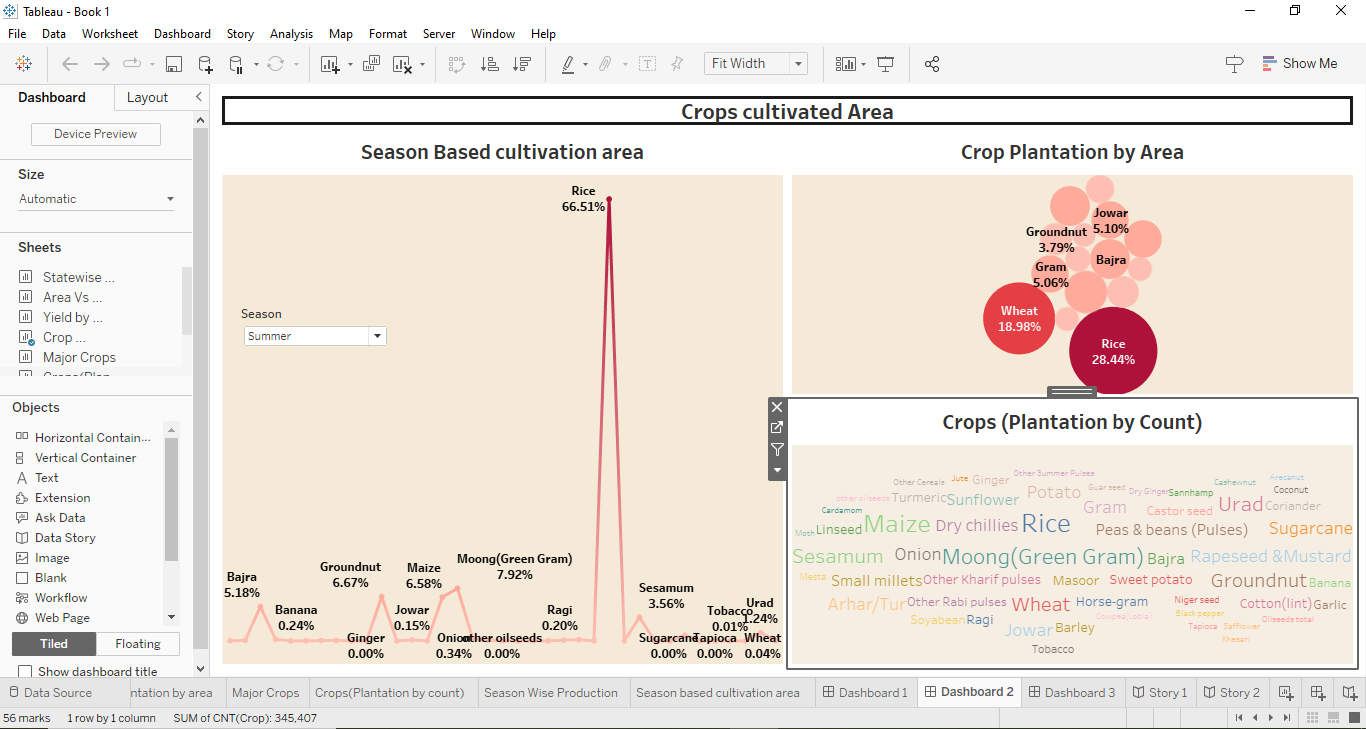 Tableau - Book 1
File Data Worksheet Dashboard Story Analysis Map Format Server Window Help
Fit Width
Show Me
Dashboard Layout
Device Preview
Size
Automatic
Sheets
Statewise ...
Area Vs ...
Yield by ...
Crop ...
Major Crops
Objects
Horizontal Contain...
Vertical Container
Text
Extension
Ask Data
Data Story
Image
Blank
Workflow
Web Page
Tiled Floating
Show dashboard title
Crops cultivated Area
Season Based cultivation area
Season
Summer
Rice
66.51%
Bajra
5.18%
Banana
0.24%
Groundnut
6.67%
Ginger
0.00%
Maize
6.58%
Jowar
0.15%
Moong(Green Gram)
7.92%
Onion
0.34%
other oilseeds
0.00%
Ragi
0.20%
Sesamum
3.56%
Sugarcane
0.00%
Tobacco
0.01%
Tapioca
0.00%
Urad
1.24%
Wheat
0.04%
Crop Plantation by Area
Jowar
5.10%
Groundnut
3.79%
Bajra
Gram
5.06%
Wheat
18.98%
Rice
28.44%
Crops (Plantation by Count)
Other Summer Pulses
Other Cereals Jute Ginger Cashewnut Arecanut
other oilseeds Turmeric Sunflower Potato Guar seed Dry Ginger Sannhamp Coconut
Cardamom Gram Castor seed Urad Coriander
Moth Linseed Maize Dry chillies Rice Peas & beans (Pulses) Sugarcane
Sesamum Onion Moong(Green Gram) Bajra Rapeseed &Mustard
Mesta Small millets Other Kharif pulses Masoor Sweet potato Groundnut Banana
Arhar/Tur Other Rabi pulses Wheat Horse-gram Niger seed Cotton(lint) Garlic
Soyabean Ragi Cowpea(Lobia) Black pepper Oilseeds total
Jowar Barley Tapioca Safflower
Khesari
Tobacco
Data Source ntation by area Major Crops Crops(Plantation by count) Season Wise Production Season based cultivation area Dashboard 1 Dashboard 2 Dashboard 3 Story 1 Story 2
56 marks 1 row by 1 column SUM of CNT(Crop): 345,407